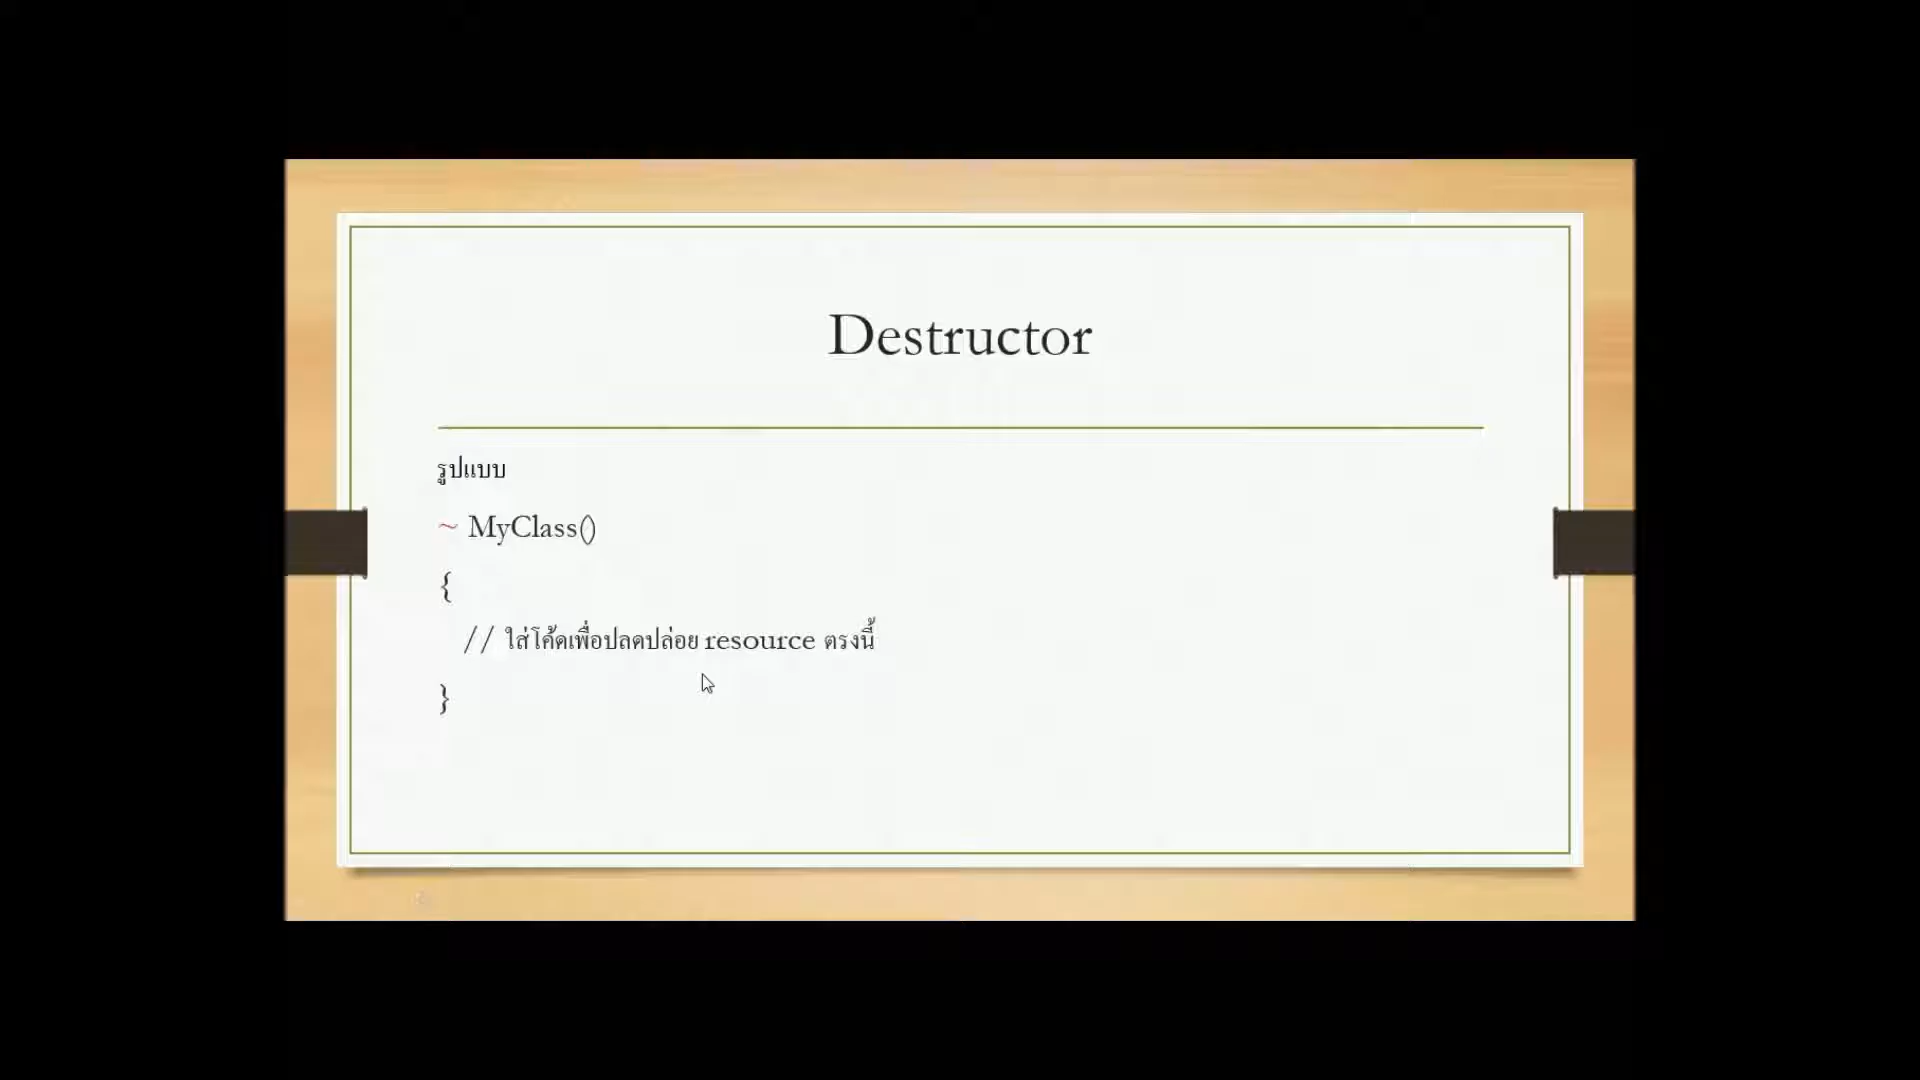 Destructor
รูปแบบ
~ MyClass()
{
// ใส่โค้ดเพื่อปลดปล่อย resource ตรงนี้
}